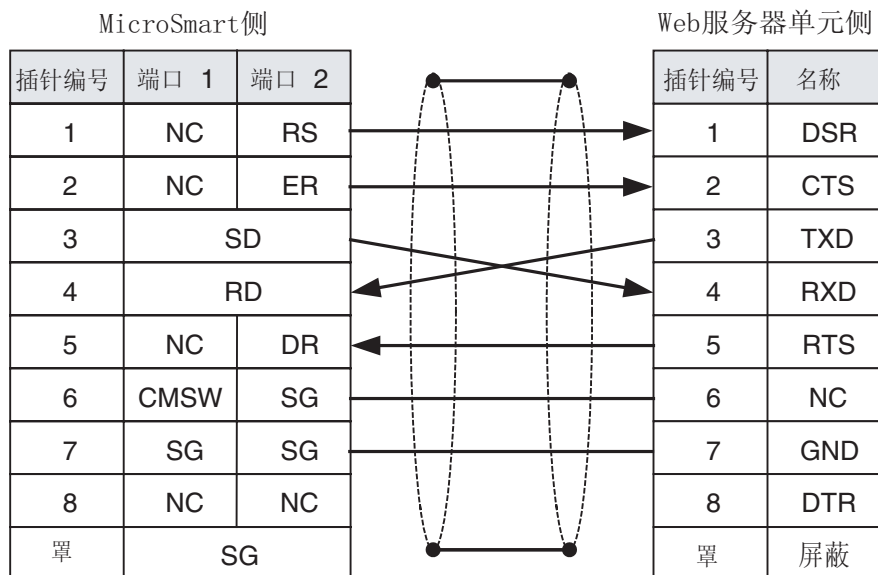 MicroSmart侧 Web服务器单元侧
插针编号 端口 1 端口 2 插针编号 名称
1 NC RS 1 DSR
2 NC ER 2 CTS
3 SD 3 TXD
4 RD 4 RXD
5 NC DR 5 RTS
6 CMSW SG 6 NC
7 SG SG 7 GND
8 NC NC 8 DTR
罩 SG 罩 屏蔽